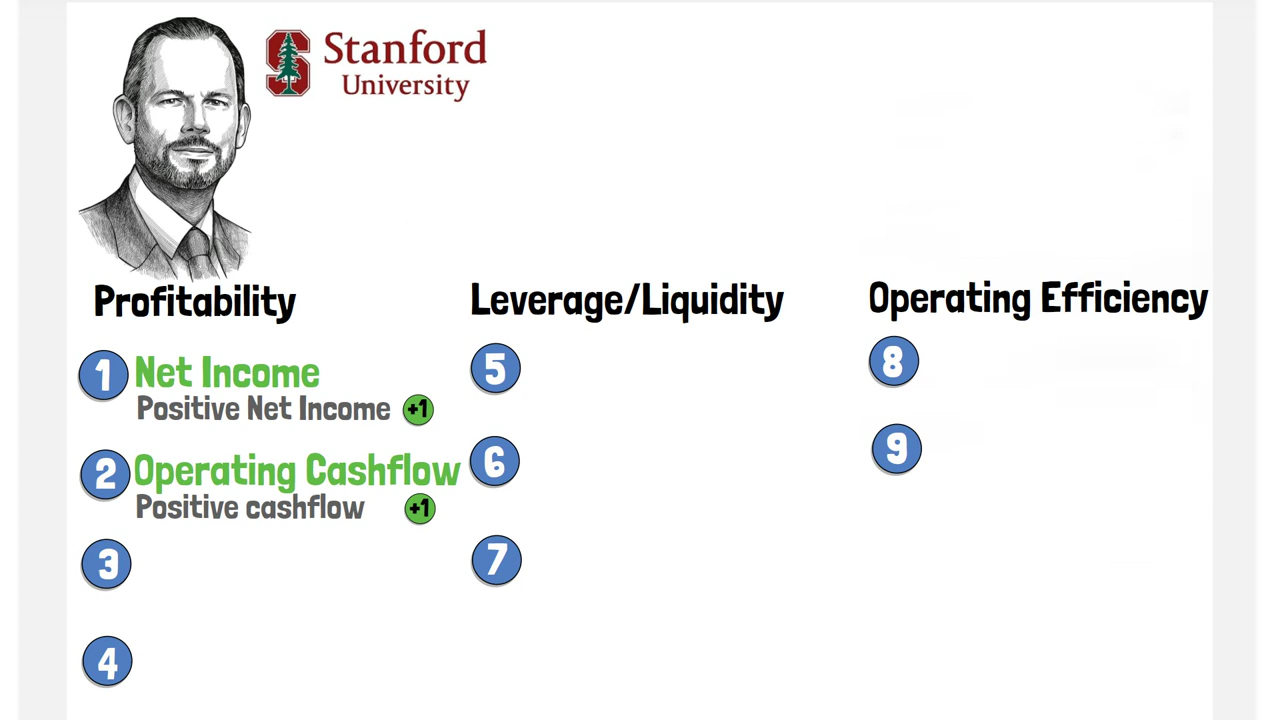 Stanford
University
Profitability
1 Net Income
Positive Net Income +1
2 Operating Cashflow
Positive cashflow +1
3
4
Leverage/Liquidity
5
6
7
Operating Efficiency
8
9